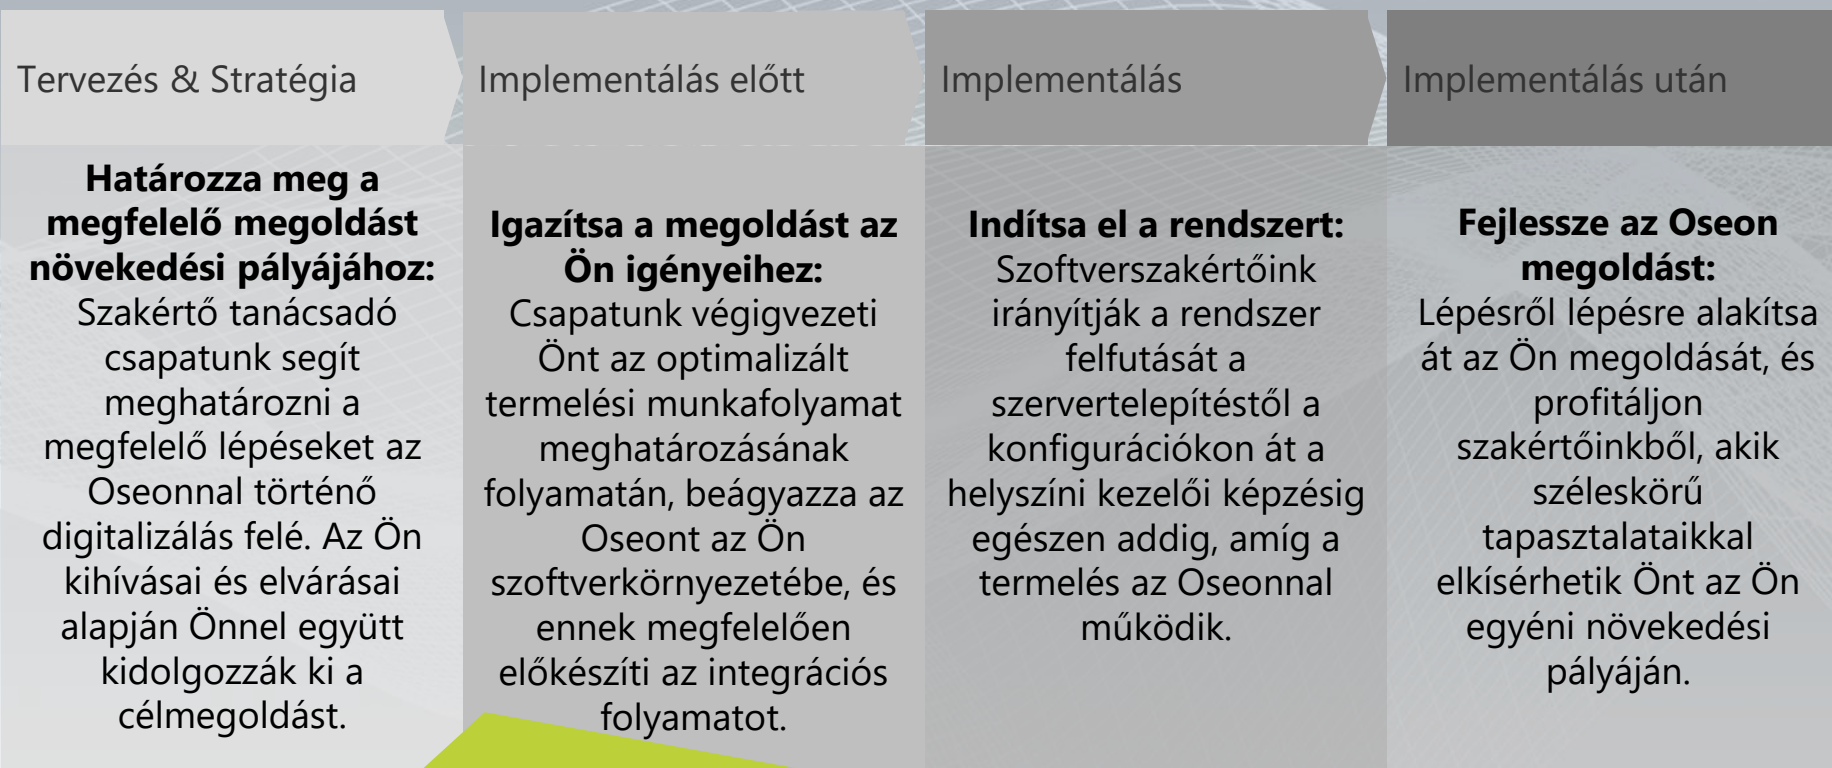 Tervezés & Stratégia
Határozza meg a
megfelelő megoldást
növekedési pályájához:
Szakértő tanácsadó
csapatunk segít
meghatározni a
megfelelő lépéseket az
Oseonnal történő
digitalizálás felé. Az Ön
kihívásai és elvárásai
alapján Önnel együtt
kidolgozzák ki a
célmegoldást.
Implementálás előtt
Igazítsa a megoldást az
Ön igényeihez:
Csapatunk végigvezeti
Önt az optimalizált
termelési munkafolyamat
meghatározásának
folyamatán, beágyazza az
Oseont az Ön
szoftverkörnyezetébe, és
ennek megfelelően
előkészíti az integrációs
folyamatot.
Implementálás
Indítsa el a rendszert:
Szoftverszakértőink
irányítják a rendszer
felfutását a
szervertelepítéstől a
konfigurációkon át a
helyszíni kezelői képzésig
egészen addig, amíg a
termelés az Oseonnal
működik.
Implementálás után
Fejlessze az Oseon
megoldást:
Lépésről lépésre alakítsa
át az Ön megoldását, és
profitáljon
szakértőinkből, akik
széleskörű
tapasztalataikkal
elkísérhetik Önt az Ön
egyéni növekedési
pályáján.